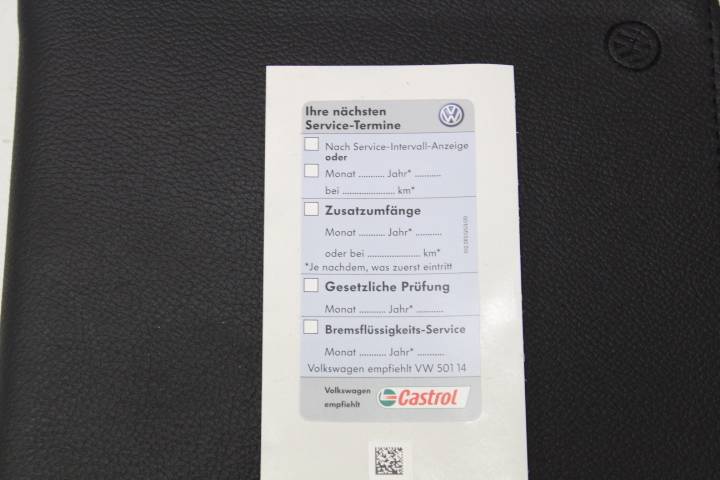 Ihre nächsten
Service-Termine
Nach Service-Intervall-Anzeige
oder
Monat ........... Jahr* ...........
bei ...................... km*
Zusatzumfänge
Monat ........... Jahr* ...........
oder bei ...................... km*
*Je nachdem, was zuerst eintritt
Gesetzliche Prüfung
Monat ........... Jahr* ...........
Bremsflüssigkeits-Service
Monat ........... Jahr* ...........
Volkswagen empfiehlt VW 501 14
Volkswagen
empfiehlt
Castrol